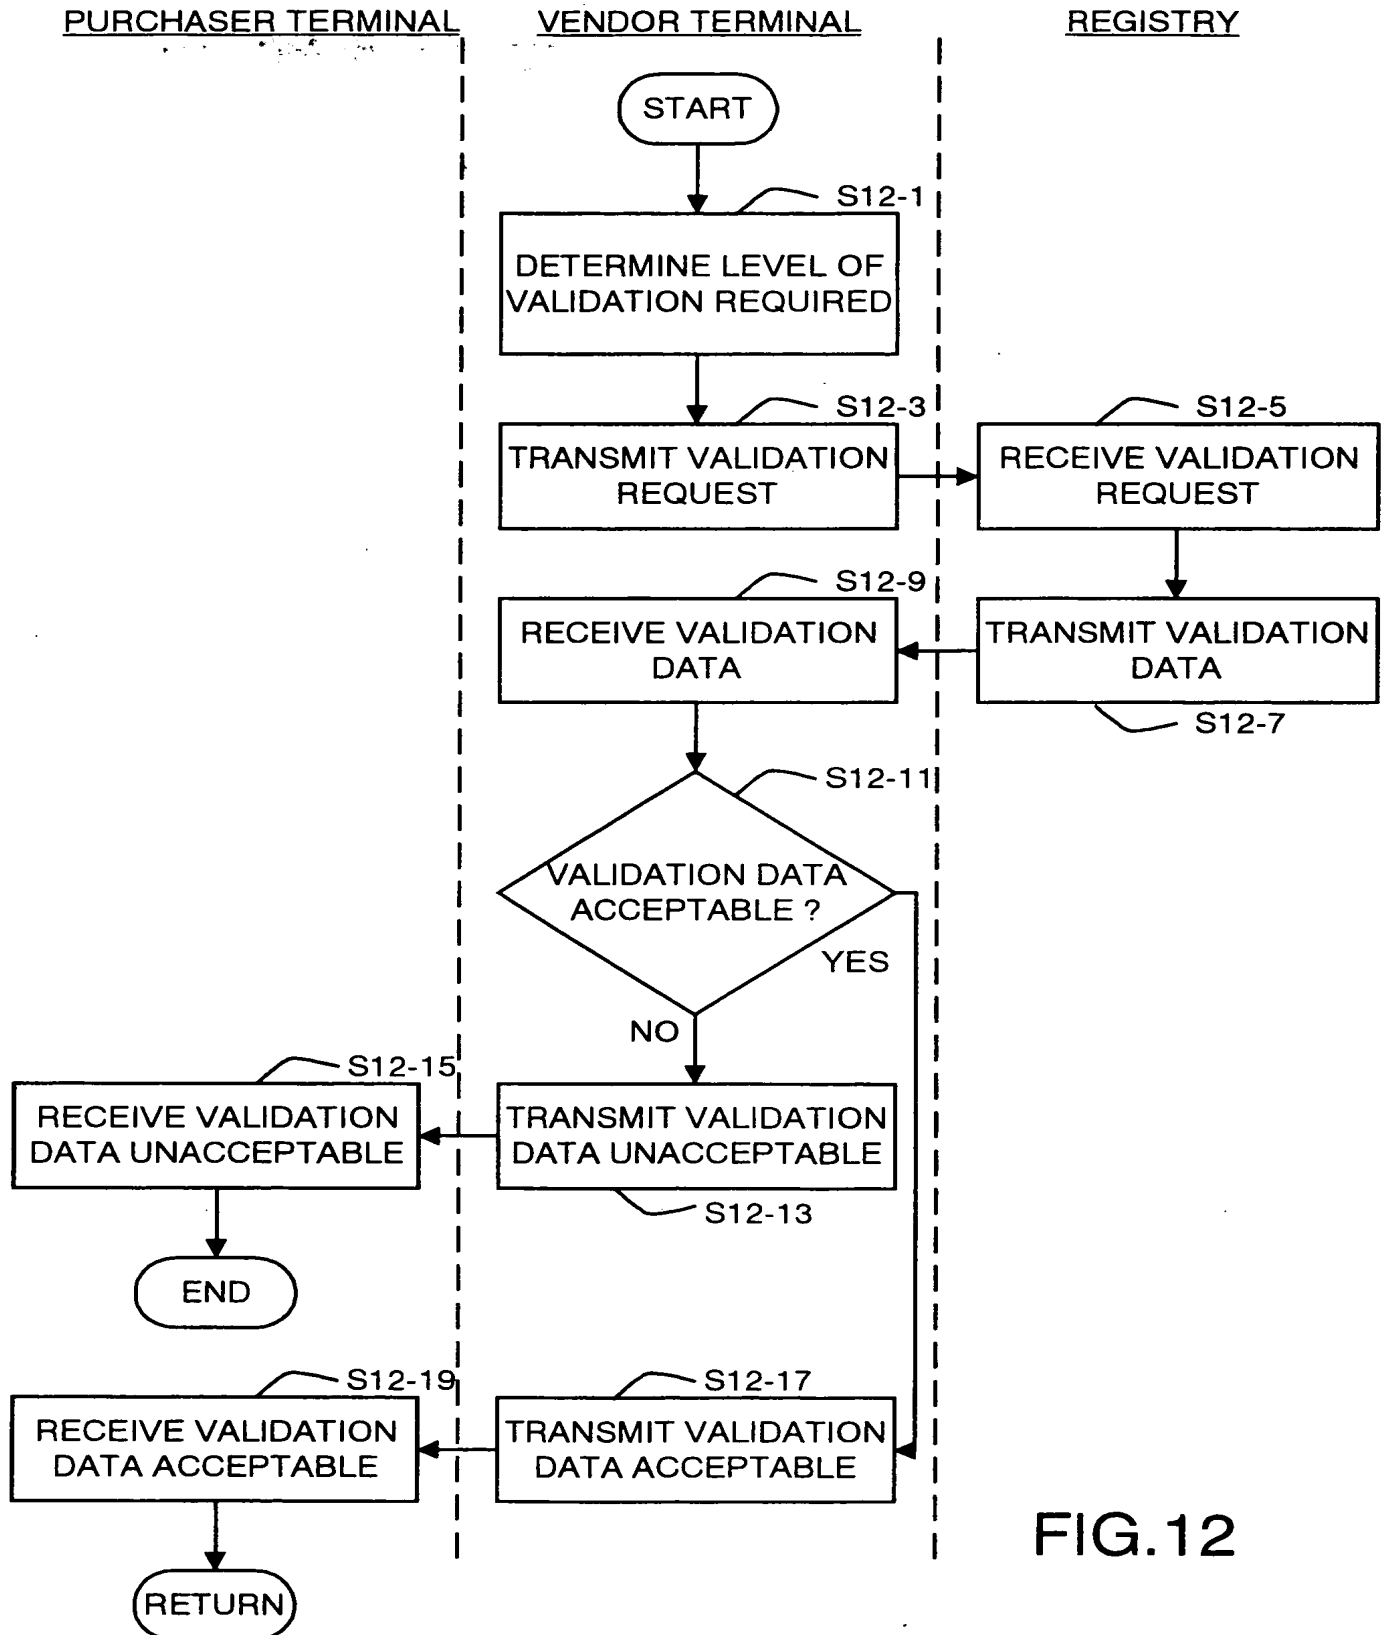 PURCHASER TERMINAL
VENDOR TERMINAL
REGISTRY
START
S12-1
DETERMINE LEVEL OF
VALIDATION REQUIRED
S12-3
TRANSMIT VALIDATION
REQUEST
S12-5
RECEIVE VALIDATION
REQUEST
S12-9
RECEIVE VALIDATION
DATA
TRANSMIT VALIDATION
DATA
S12-7
S12-11
VALIDATION DATA
ACCEPTABLE ?
YES
NO
S12-15
RECEIVE VALIDATION
DATA UNACCEPTABLE
TRANSMIT VALIDATION
DATA UNACCEPTABLE
S12-13
END
S12-19
RECEIVE VALIDATION
DATA ACCEPTABLE
S12-17
TRANSMIT VALIDATION
DATA ACCEPTABLE
RETURN
FIG.12